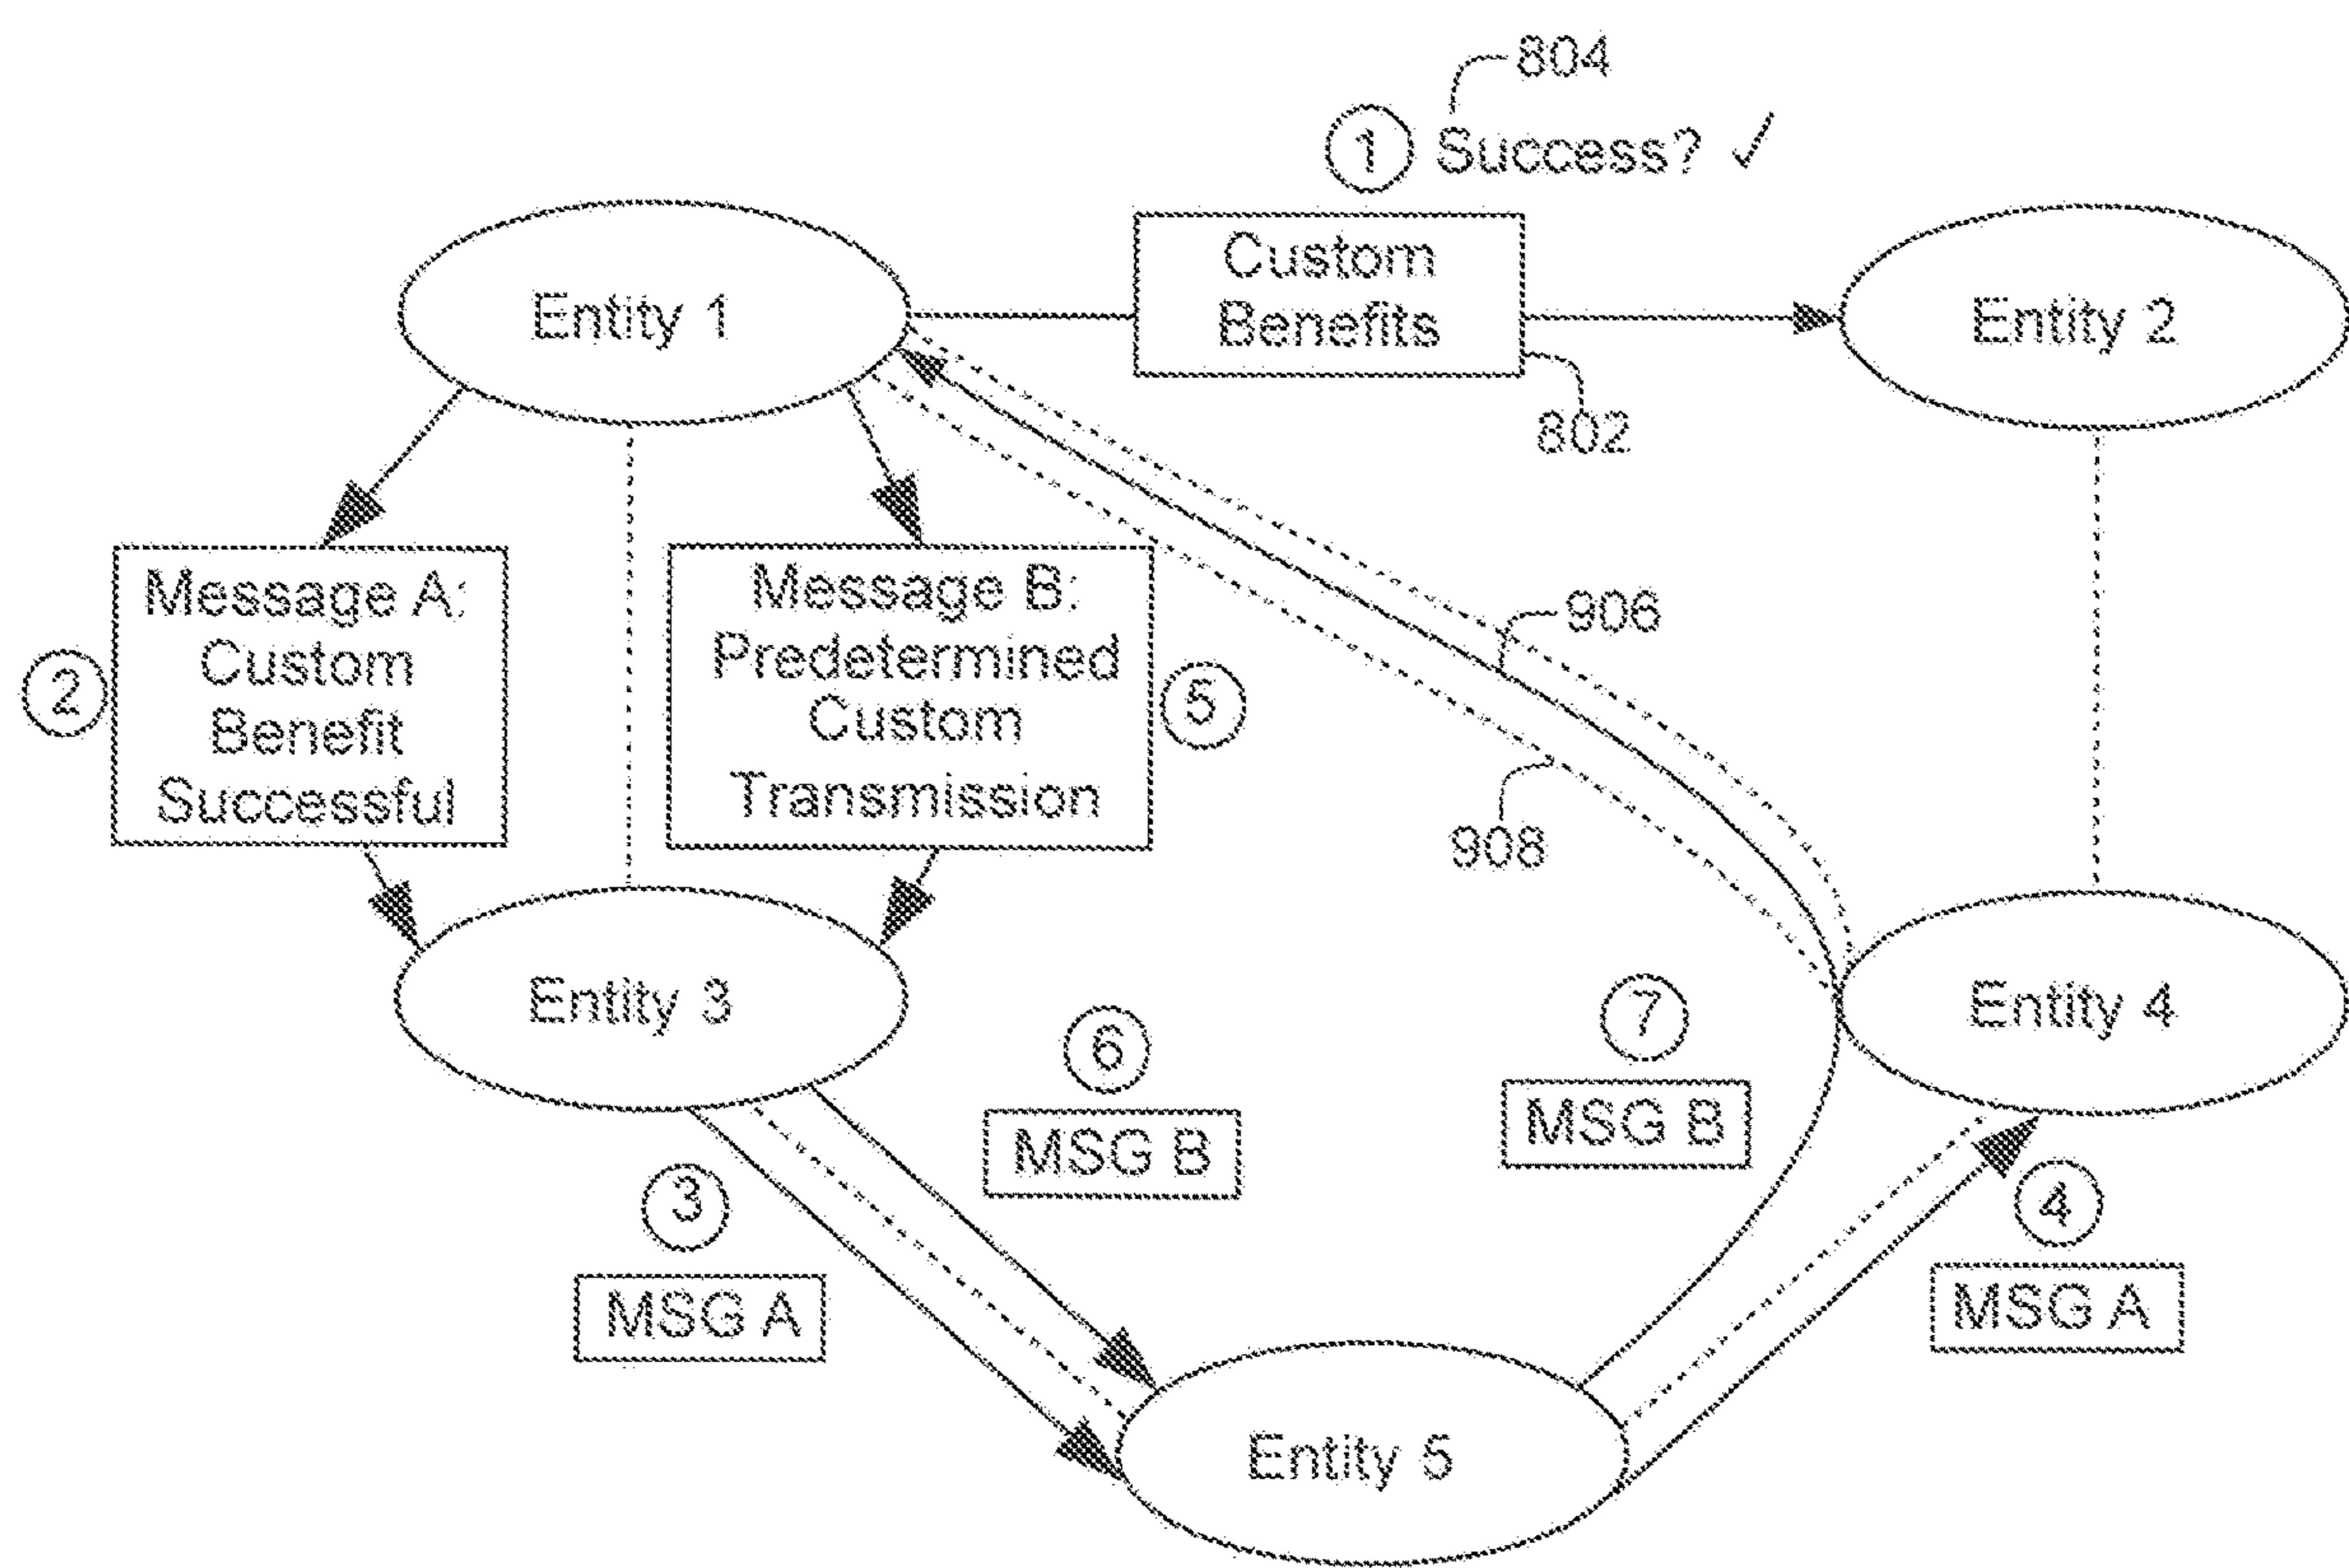 804
1 Success? ✓
Custom
Benefits
802
Entity 1
Entity 2
2
Message A:
Custom
Benefit
Successful
Message B:
Predetermined
Custom
Transmission
5
906
908
Entity 3
Entity 4
6
MSG B
7
MSG B
3
MSG A
4
MSG A
Entity 5